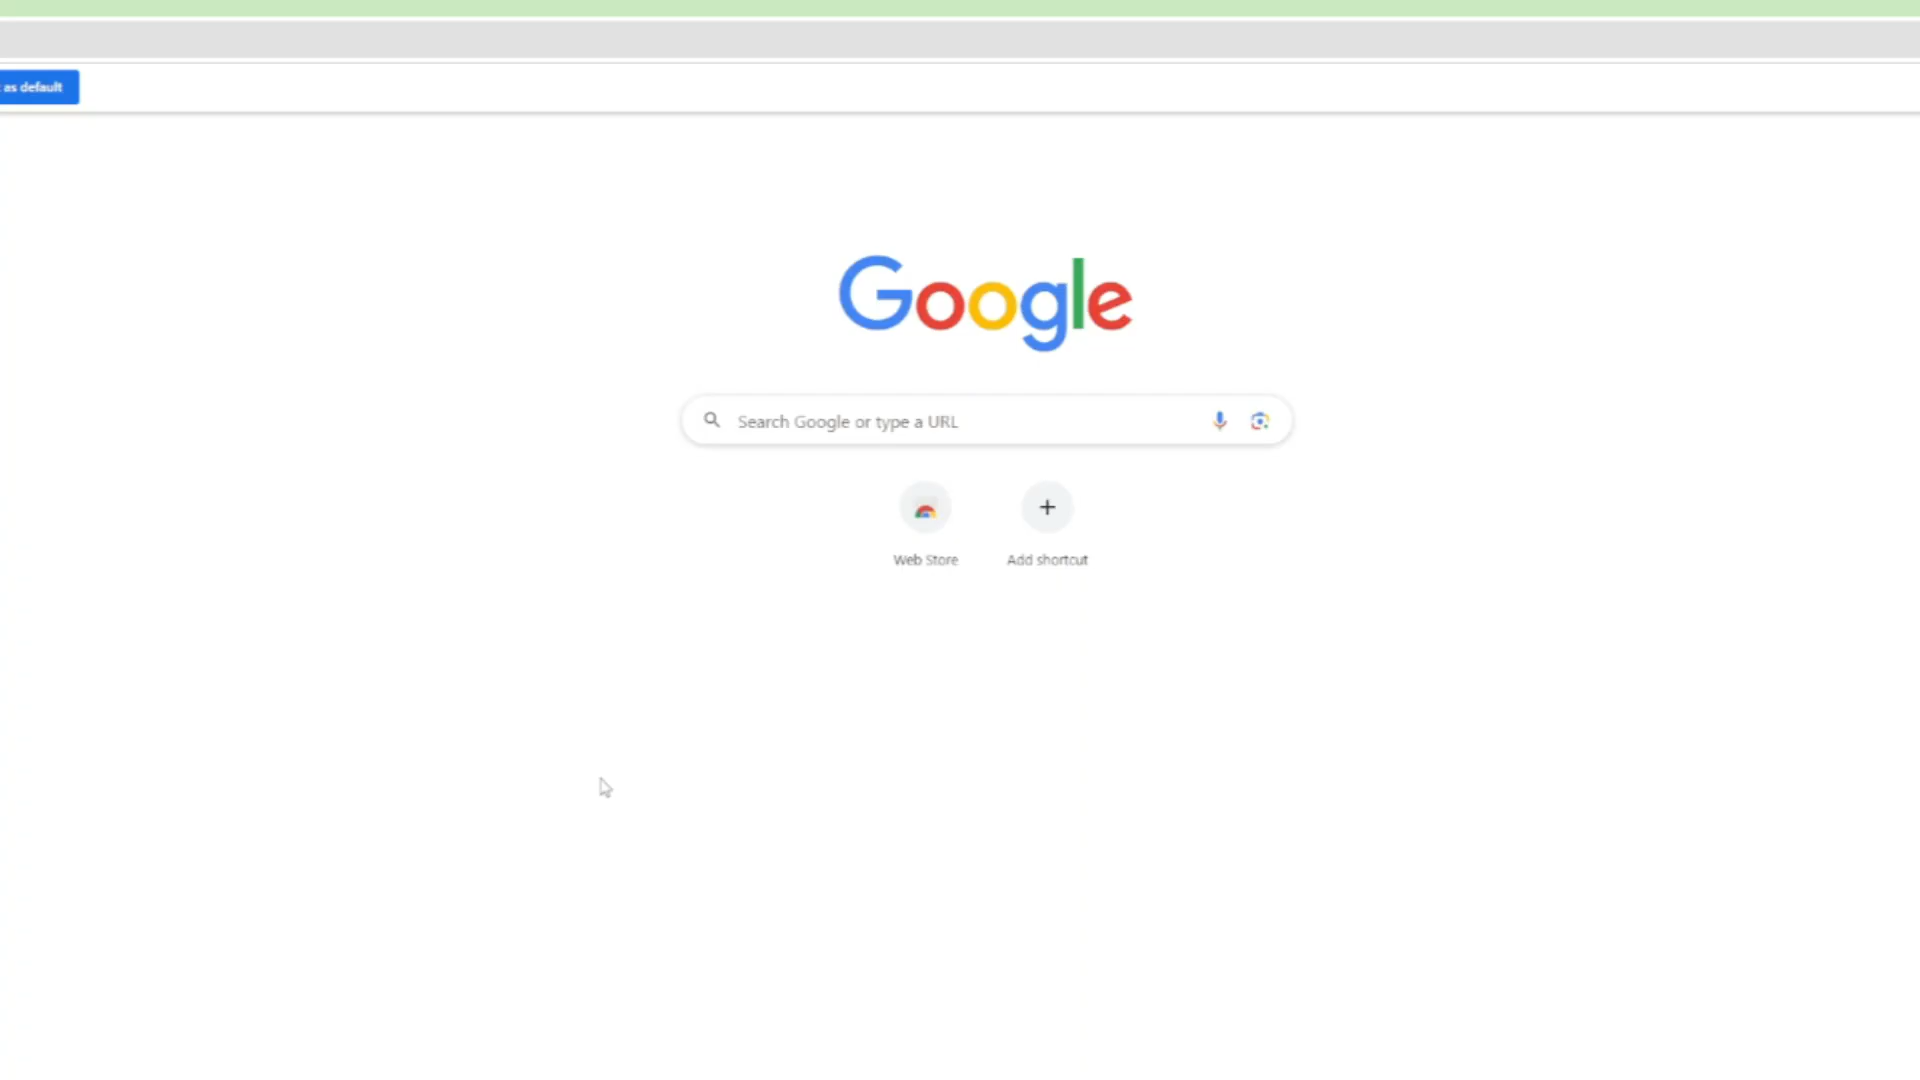 as default
Google
Search Google or type a URL
Web Store
Add shortcut